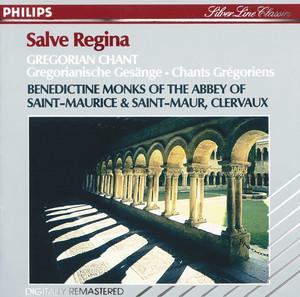 PHILIPS
Silver Line Classics
Salve Regina
GREGORIAN CHANT
Gregorianische Gesänge • Chants Grégoriens
BENEDICTINE MONKS OF THE ABBEY OF
SAINT-MAURICE & SAINT-MAUR, CLERVAUX
DIGITALLY REMASTERED